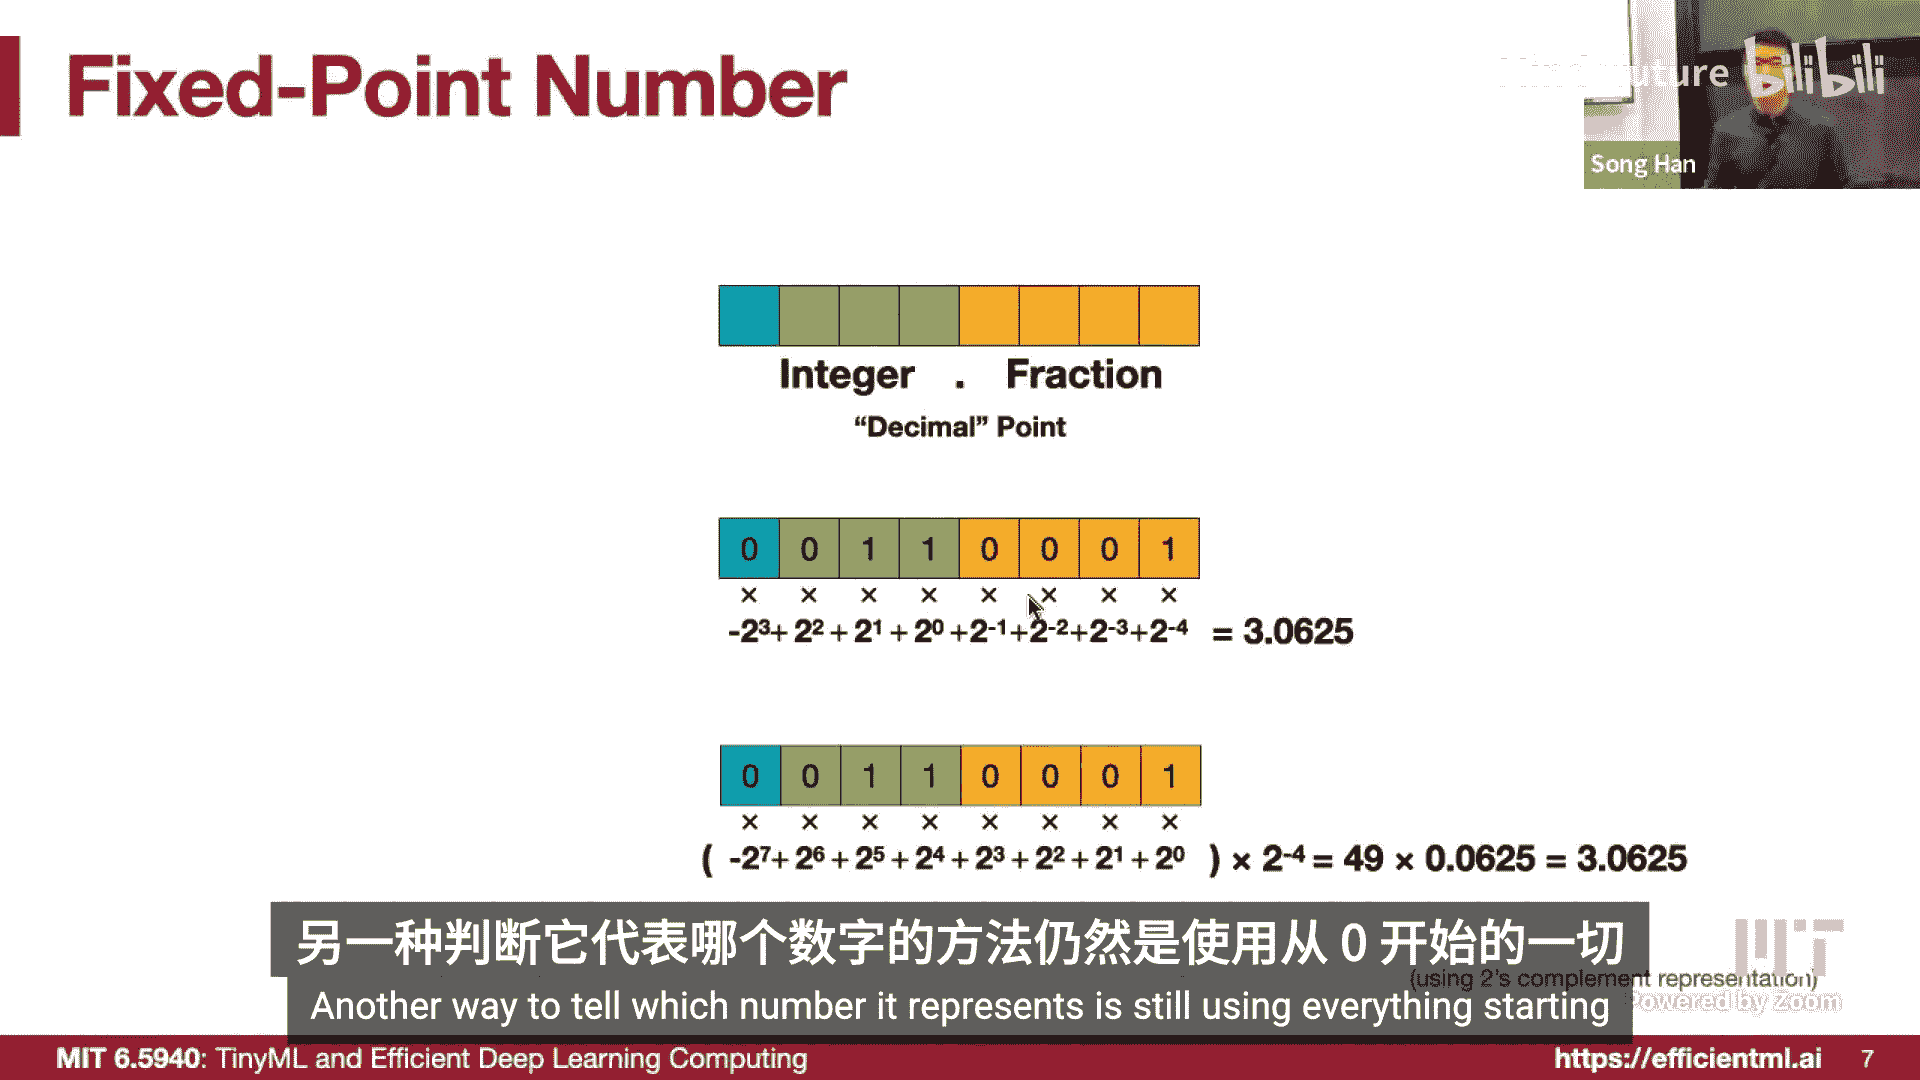 Fixed-Point Number
uture bilibili
Song Han
Integer . Fraction
“Decimal” Point
0 0 1 1 0 0 0 1
× × × × × × × ×
-2³+ 2² + 2¹ + 2⁰ +2⁻¹+2⁻²+2⁻³+2⁻⁴ = 3.0625
0 0 1 1 0 0 0 1
× × × × × × × ×
( -2⁷+ 2⁶ + 2⁵ + 2⁴ + 2³ + 2² + 2¹ + 2⁰ ) × 2⁻⁴ = 49 × 0.0625 = 3.0625
另一种判断它代表哪个数字的方法仍然是使用从 0 开始的一切
MIT
(using 2's complement representation)
Another way to tell which number it represents is still using everything starting
Powered by Zoom
MIT 6.5940: TinyML and Efficient Deep Learning Computing
https://efficientml.ai 7